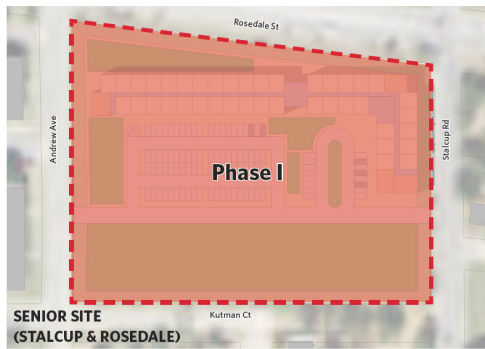 Rosedale St
Andrew Ave
Stalcup Rd
Phase I
Kutman Ct
SENIOR SITE
(STALCUP & ROSEDALE)